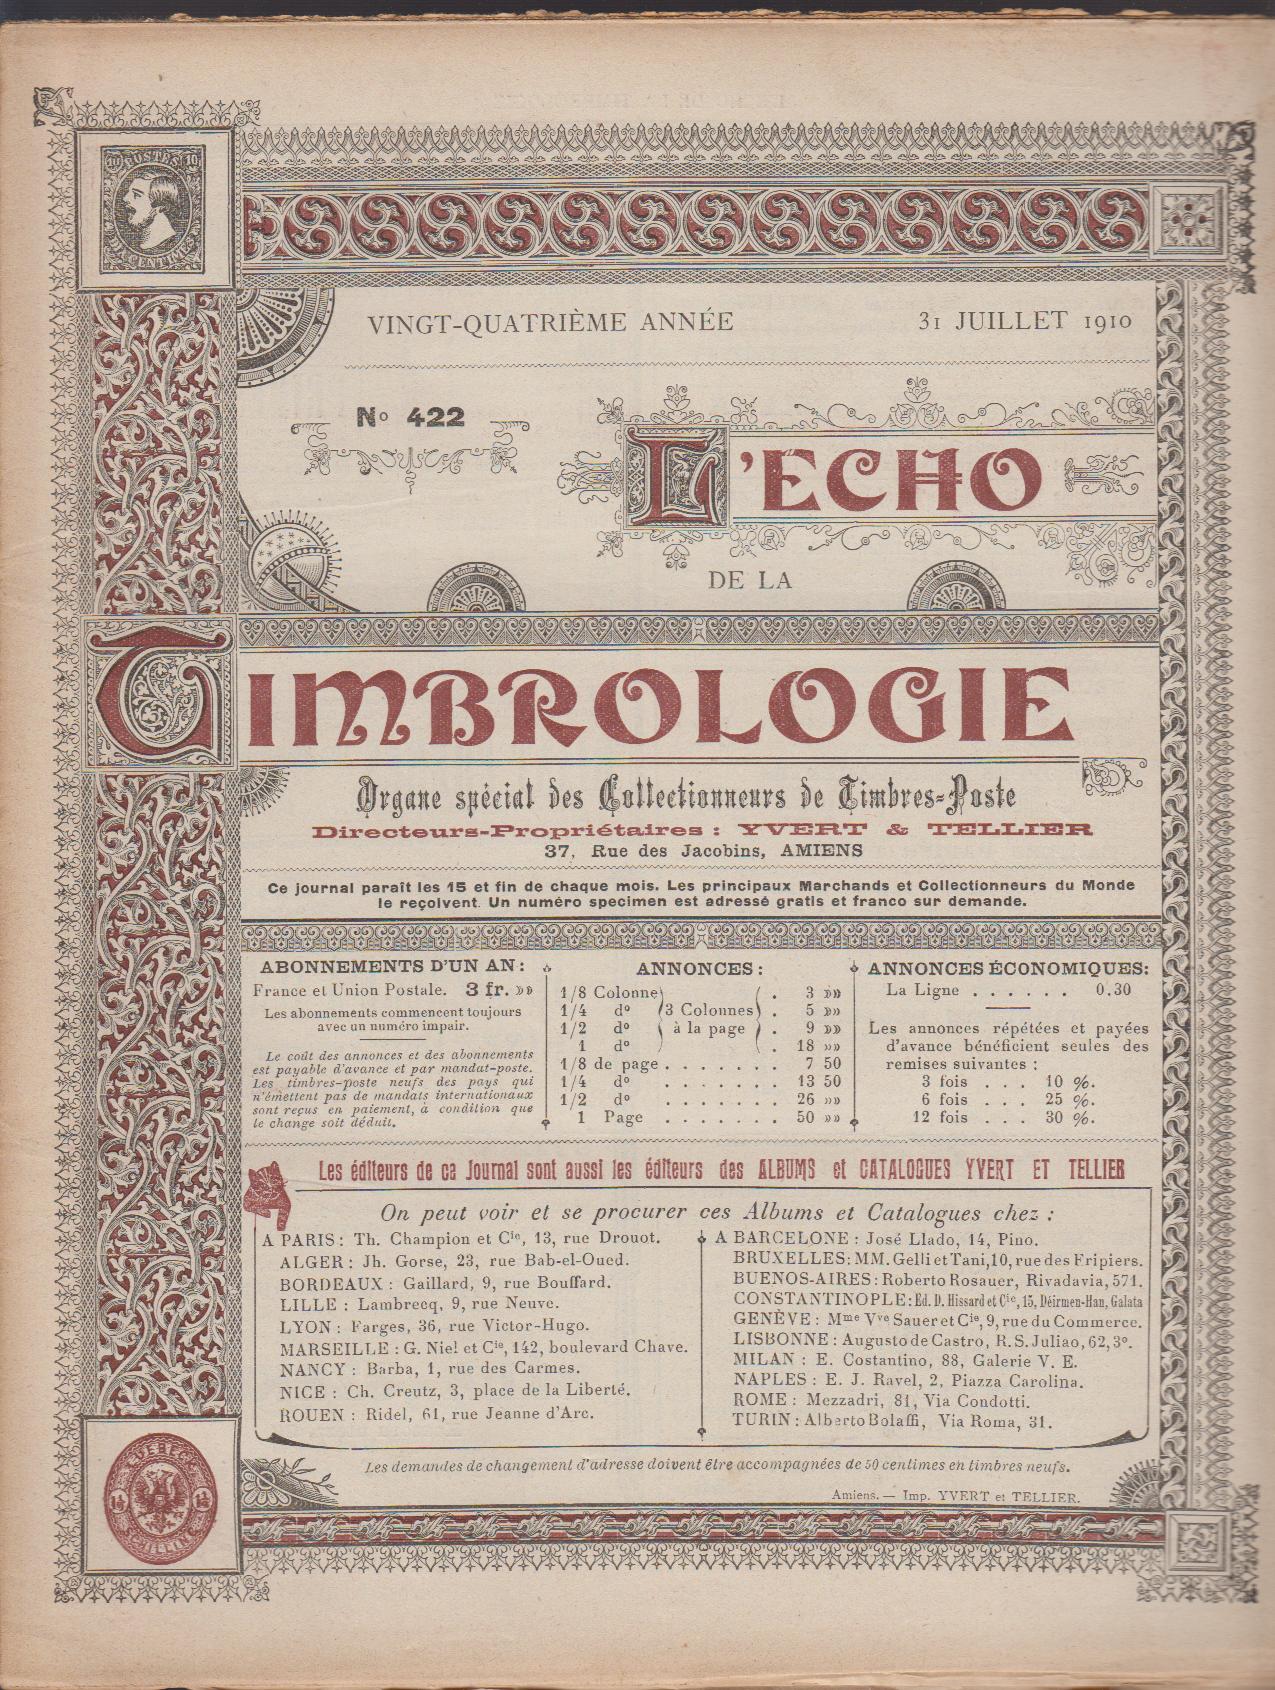 10 POSTES 10
DIX CENTIMES
VINGT-QUATRIÈME ANNÉE 31 JUILLET 1910
No 422
L'ÉCHO
DE LA
TIMBROLOGIE
Organe spécial des Collectionneurs de Timbres-Poste
Directeurs-Propriétaires : YVERT & TELLIER
37, Rue des Jacobins, AMIENS
Ce journal paraît les 15 et fin de chaque mois. Les principaux Marchands et Collectionneurs du Monde
le reçoivent. Un numéro specimen est adressé gratis et franco sur demande.
ABONNEMENTS D'UN AN :
France et Union Postale. 3 fr. »»
Les abonnements commencent toujours
avec un numéro impair.
Le coût des annonces et des abonnements
est payable d'avance et par mandat-poste.
Les timbres-poste neufs des pays qui
n'émettent pas de mandats internationaux
sont reçus en paiement, à condition que
le change soit déduit.
ANNONCES :
1/8 Colonne . 3 »»
1/4 do 3 Colonnes . 5 »»
1/2 do à la page . 9 »»
1 do . 18 »»
1/8 de page . . . . . . . 7 50
1/4 do . . . . . . . 13 50
1/2 do . . . . . . . 26 »»
1 Page . . . . . . . 50 »»
ANNONCES ÉCONOMIQUES :
La Ligne . . . . . . 0.30
Les annonces répétées et payées
d'avance bénéficient seules des
remises suivantes :
3 fois . . . 10 %.
6 fois . . . 25 %.
12 fois . . . 30 %.
Les éditeurs de ce Journal sont aussi les éditeurs des ALBUMS et CATALOGUES YVERT ET TELLIER
On peut voir et se procurer ces Albums et Catalogues chez :
A PARIS : Th. Champion et Cie, 13, rue Drouot.
ALGER : Jh. Gorse, 23, rue Bab-el-Oued.
BORDEAUX : Gaillard, 9, rue Bouffard.
LILLE : Lambrecq, 9, rue Neuve.
LYON : Farges, 36, rue Victor-Hugo.
MARSEILLE : G. Niel et Cie, 142, boulevard Chave.
NANCY : Barba, 1, rue des Carmes.
NICE : Ch. Creutz, 3, place de la Liberté.
ROUEN : Ridel, 61, rue Jeanne d'Arc.
A BARCELONE : José Llado, 14, Pino.
BRUXELLES : MM. Gelli et Tani, 10, rue des Fripiers.
BUENOS-AIRES : Roberto Rosauer, Rivadavia, 571.
CONSTANTINOPLE : Ed. D. Hissard et Cie, 15, Déirmen-Han, Galata
GENÈVE : Mme Vve Sauer et Cie, 9, rue du Commerce.
LISBONNE : Augusto de Castro, R. S. Juliao, 62, 3o.
MILAN : E. Costantino, 88, Galerie V. E.
NAPLES : E. J. Ravel, 2, Piazza Carolina.
ROME : Mezzadri, 81, Via Condotti.
TURIN : Alberto Bolaffi, Via Roma, 31.
Les demandes de changement d'adresse doivent être accompagnées de 50 centimes en timbres neufs.
Amiens. — Imp. YVERT et TELLIER.